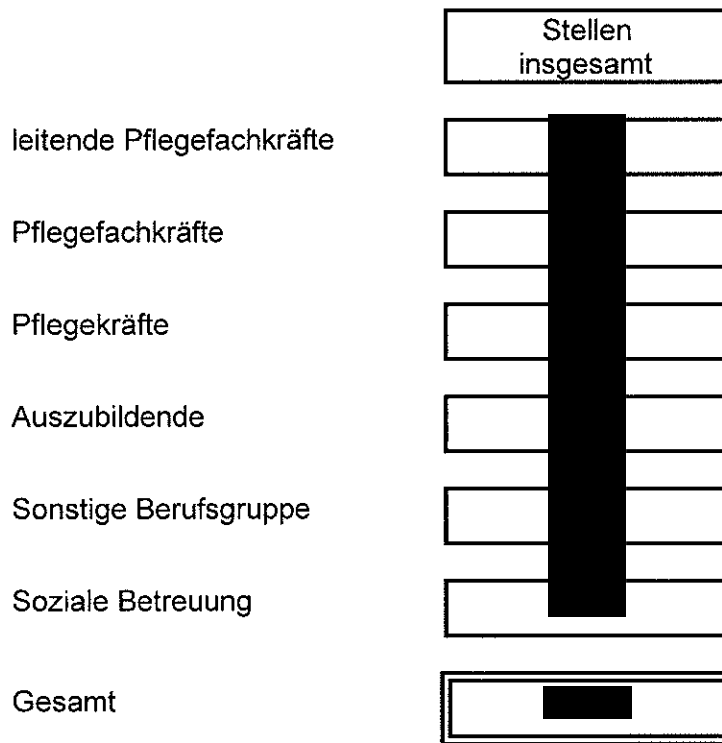 Stellen
insgesamt
leitende Pflegefachkräfte
Pflegefachkräfte
Pflegekräfte
Auszubildende
Sonstige Berufsgruppe
Soziale Betreuung
Gesamt